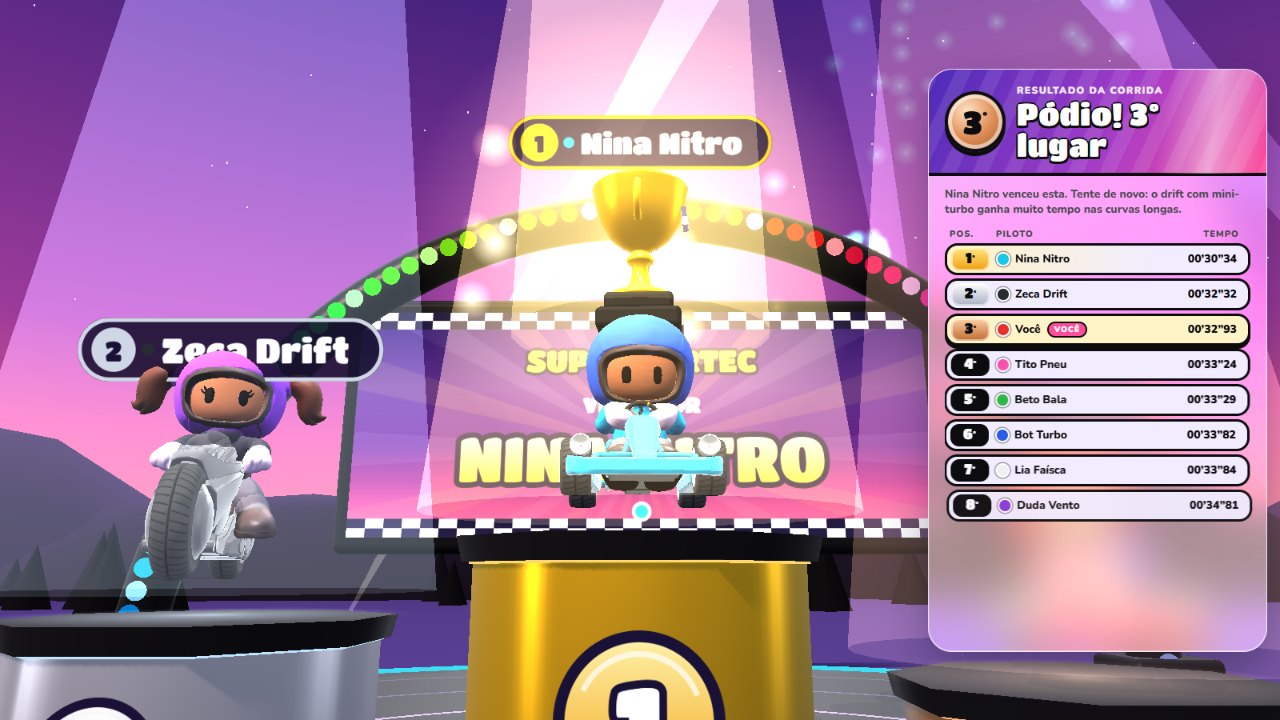 1 Nina Nitro
2 Zeca Drift
NITRO
1
3°
RESULTADO DA CORRIDA
Pódio! 3°
lugar
Nina Nitro venceu esta. Tente de novo: o drift com mini-
turbo ganha muito tempo nas curvas longas.
POS. PILOTO TEMPO
1° Nina Nitro 00'30"34
2° Zeca Drift 00'32"32
3° Você VOCÊ 00'32"93
4° Tito Pneu 00'33"24
5° Beto Bala 00'33"29
6° Bot Turbo 00'33"82
7° Lia Faísca 00'33"84
8° Duda Vento 00'34"81